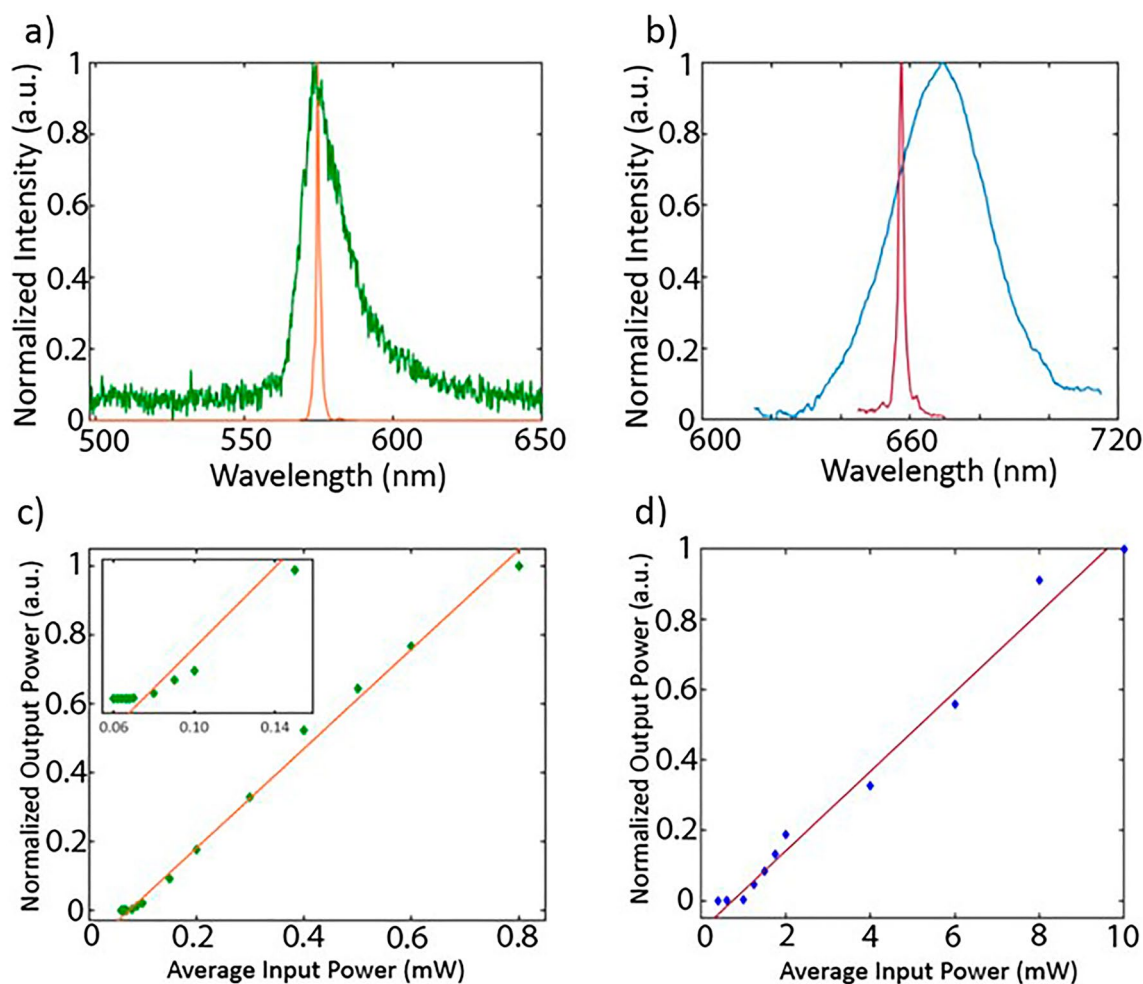 a)
Normalized Intensity (a.u.)
1
0.8
0.6
0.4
0.2
0
500 550 600 650
Wavelength (nm)
b)
Normalized Intensity (a.u.)
1
0.8
0.6
0.4
0.2
0
600 660 720
Wavelength (nm)
c)
Normalized Output Power (a.u.)
1
0.8
0.6
0.4
0.2
0
0.06 0.10 0.14
0 0.2 0.4 0.6 0.8
Average Input Power (mW)
d)
Normalized Output Power (a.u.)
1
0.8
0.6
0.4
0.2
0
0 2 4 6 8 10
Average Input Power (mW)